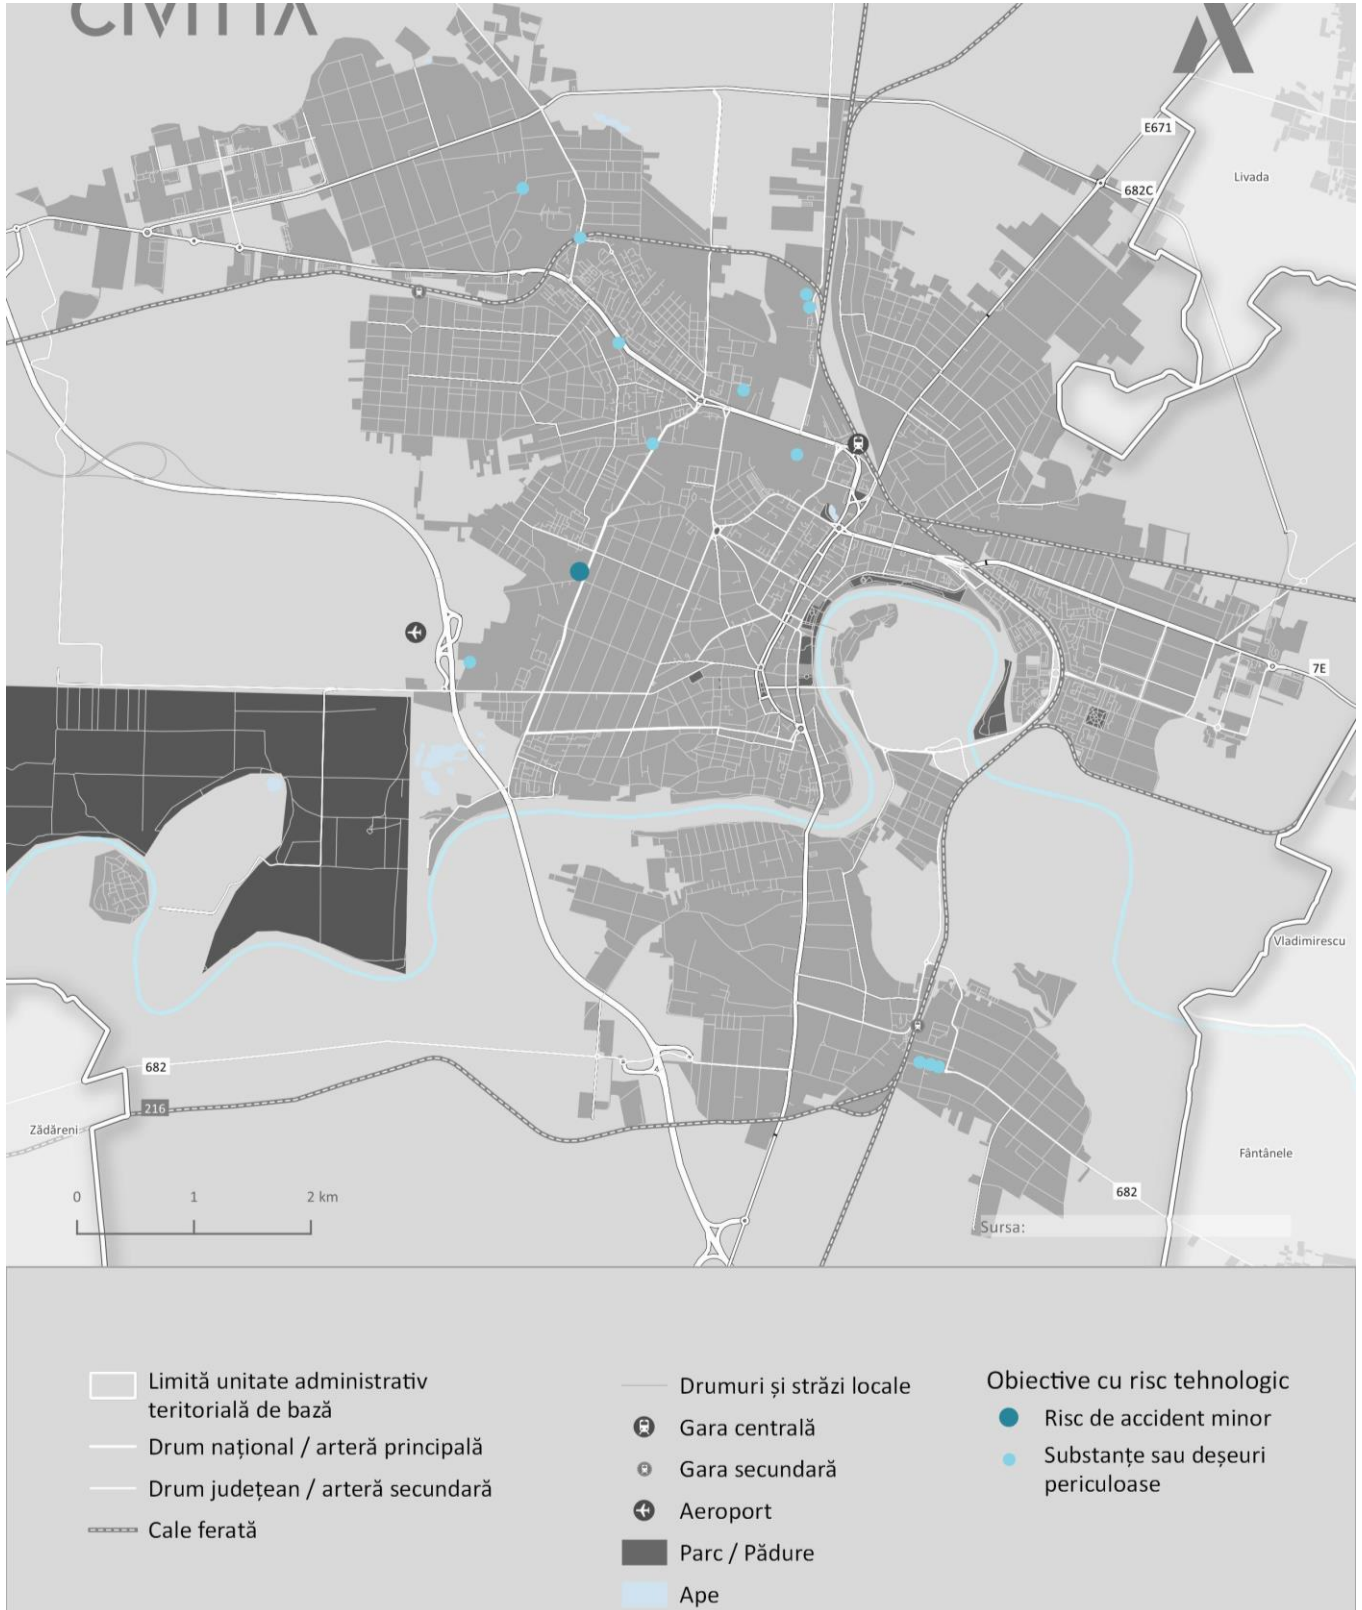 E671
Livada
682C
7E
Vladimirescu
682
216
Zădăreni
Fântânele
682
0 1 2 km
Sursa:
Limită unitate administrativ
teritorială de bază
Drum național / arteră principală
Drum județean / arteră secundară
Cale ferată
Drumuri și străzi locale
Gara centrală
Gara secundară
Aeroport
Parc / Pădure
Ape
Obiective cu risc tehnologic
Risc de accident minor
Substanțe sau deșeuri
periculoase